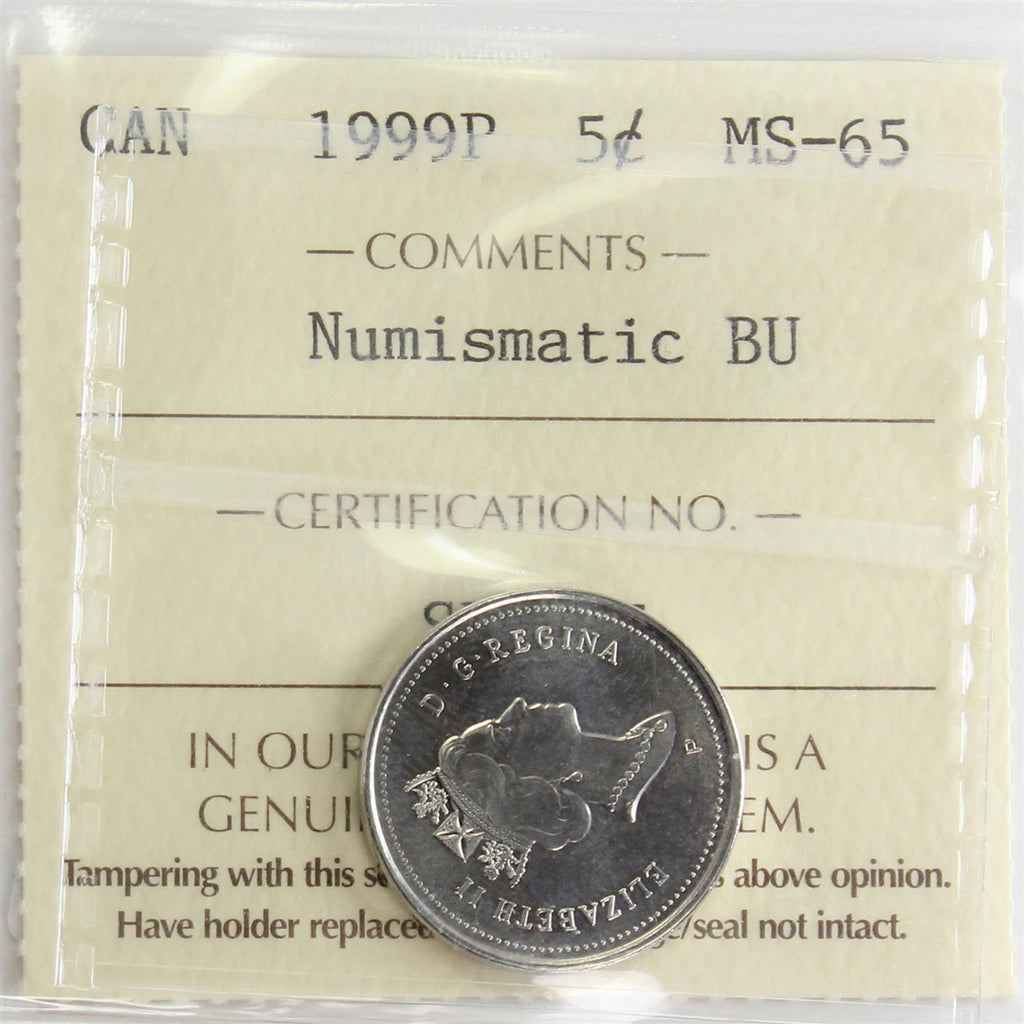 CAN 1999P 5¢ MS-65
— COMMENTS —
Numismatic BU
— CERTIFICATION NO. —
D·G·REGINA
P
ELIZABETH II
IN OUR IS A
GENUI EM.
Tampering with this above opinion.
Have holder replaced /seal not intact.